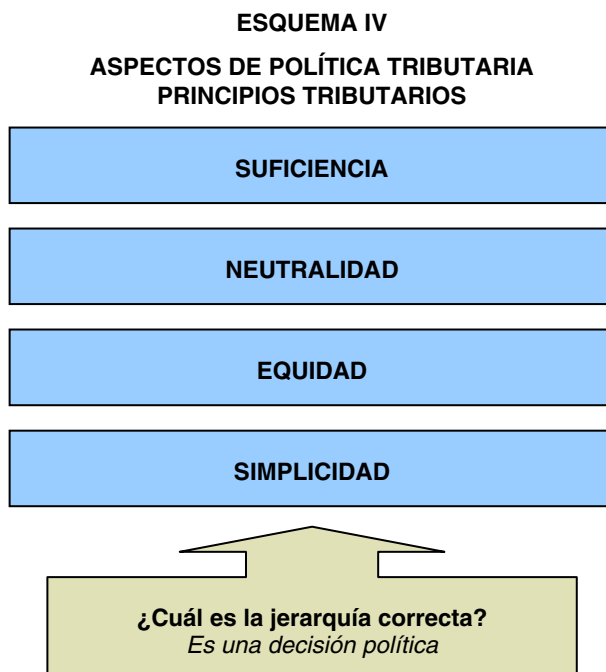 ESQUEMA IV
ASPECTOS DE POLÍTICA TRIBUTARIA
PRINCIPIOS TRIBUTARIOS
SUFICIENCIA
NEUTRALIDAD
EQUIDAD
SIMPLICIDAD
¿Cuál es la jerarquía correcta?
Es una decisión política